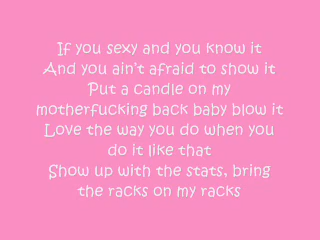 If you sexy and you know it
And you ain't afraid to show it
Put a candle on my
motherfucking back baby blow it
Love the way you do when you
do it like that
Show up with the stats, bring
the racks on my racks